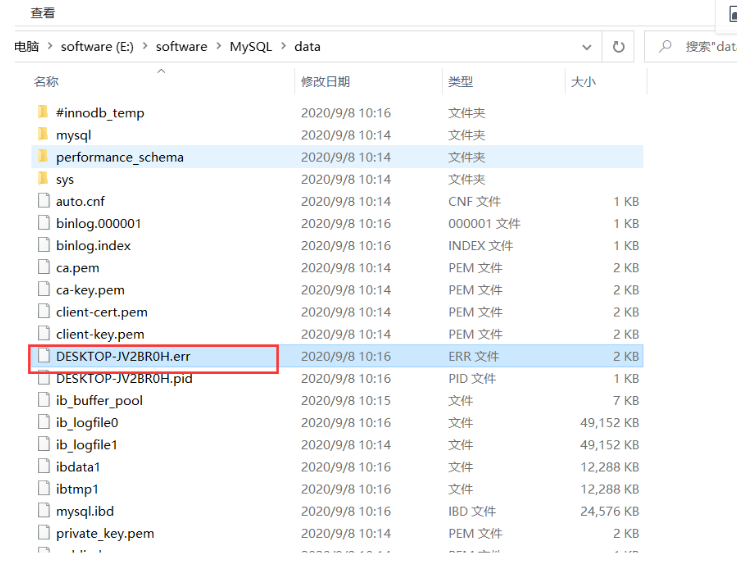 查看
电脑 > software (E:) > software > MySQL > data
搜索"data
名称 修改日期 类型 大小
#innodb_temp 2020/9/8 10:16 文件夹
mysql 2020/9/8 10:14 文件夹
performance_schema 2020/9/8 10:14 文件夹
sys 2020/9/8 10:14 文件夹
auto.cnf 2020/9/8 10:14 CNF 文件 1 KB
binlog.000001 2020/9/8 10:16 000001 文件 1 KB
binlog.index 2020/9/8 10:16 INDEX 文件 1 KB
ca.pem 2020/9/8 10:14 PEM 文件 2 KB
ca-key.pem 2020/9/8 10:14 PEM 文件 2 KB
client-cert.pem 2020/9/8 10:14 PEM 文件 2 KB
client-key.pem 2020/9/8 10:14 PEM 文件 2 KB
DESKTOP-JV2BR0H.err 2020/9/8 10:16 ERR 文件 2 KB
DESKTOP-JV2BR0H.pid 2020/9/8 10:16 PID 文件 1 KB
ib_buffer_pool 2020/9/8 10:15 文件 7 KB
ib_logfile0 2020/9/8 10:16 文件 49,152 KB
ib_logfile1 2020/9/8 10:14 文件 49,152 KB
ibdata1 2020/9/8 10:16 文件 12,288 KB
ibtmp1 2020/9/8 10:16 文件 12,288 KB
mysql.ibd 2020/9/8 10:16 IBD 文件 24,576 KB
private_key.pem 2020/9/8 10:14 PEM 文件 2 KB